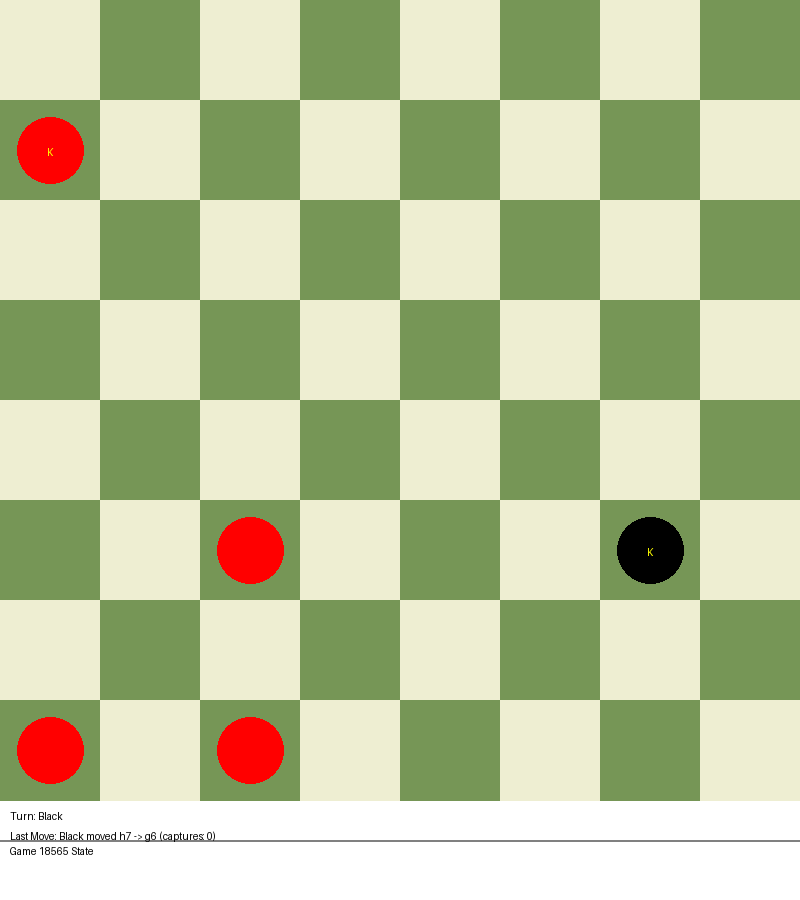 K
K
Turn: Black
Last Move: Black moved h7 -> g6 (captures: 0)
Game 18565 State